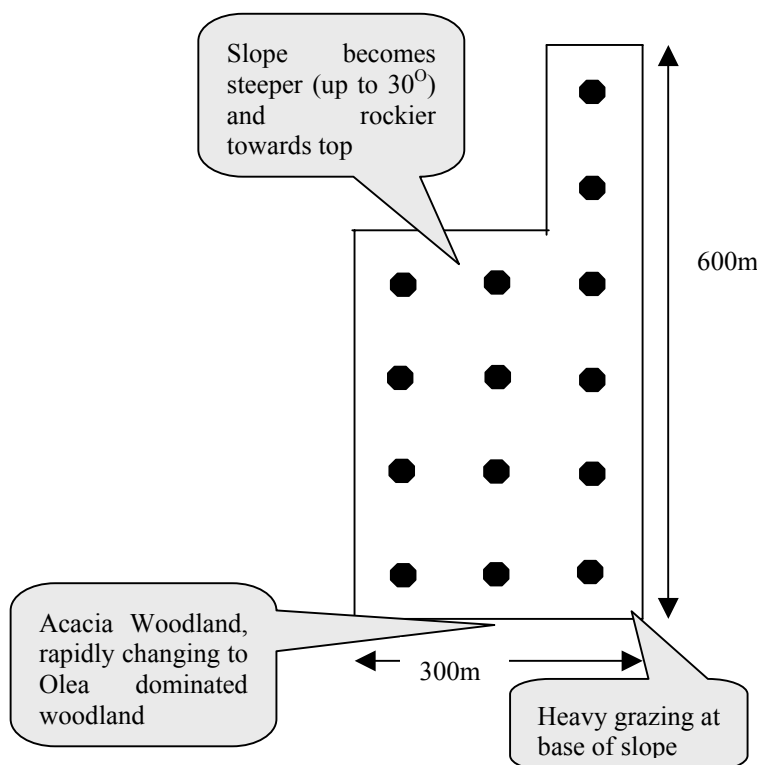 Slope becomes
steeper (up to 30O)
and rockier
towards top
600m
Acacia Woodland,
rapidly changing to
Olea dominated
woodland
300m
Heavy grazing at
base of slope